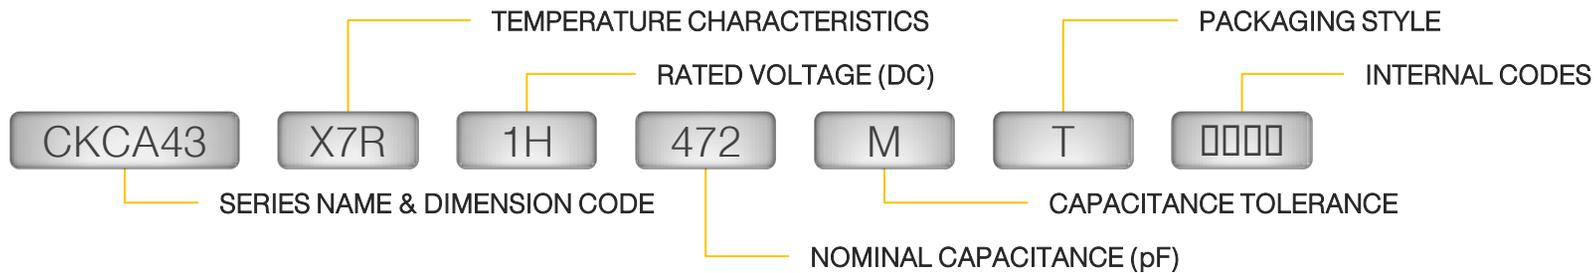 TEMPERATURE CHARACTERISTICS
PACKAGING STYLE
RATED VOLTAGE (DC)
INTERNAL CODES
CKCA43 X7R 1H 472 M T ▯▯▯▯
SERIES NAME & DIMENSION CODE
CAPACITANCE TOLERANCE
NOMINAL CAPACITANCE (pF)